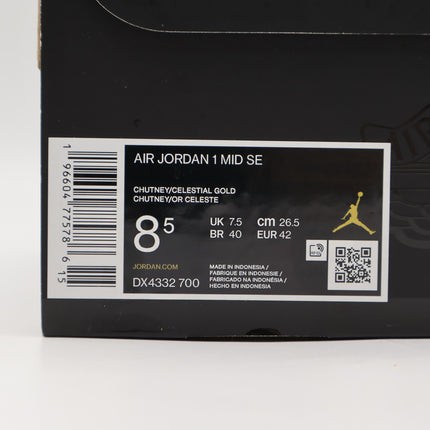 AIR JORDAN 1 MID SE
CHUTNEY/CELESTIAL GOLD
CHUTNEY/OR CELESTE
8 5
UK 7.5 cm 26.5
BR 40 EUR 42
JORDAN.COM
DX4332 700
MADE IN INDONESIA /
FABRIQUE EN INDONESIE /
FABRICADO NA INDONÉSIA /
HECHO EN INDONESIA
1 96604 77578 6 15